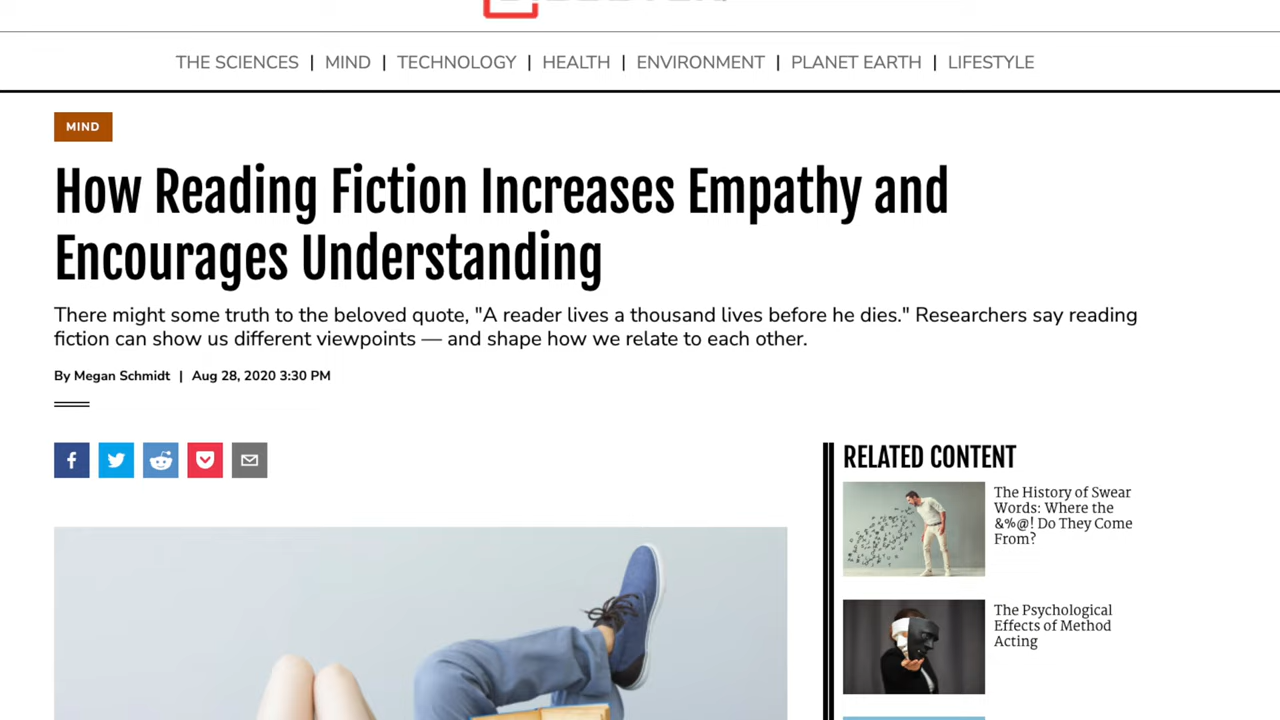 THE SCIENCES | MIND | TECHNOLOGY | HEALTH | ENVIRONMENT | PLANET EARTH | LIFESTYLE
MIND
How Reading Fiction Increases Empathy and
Encourages Understanding
There might some truth to the beloved quote, "A reader lives a thousand lives before he dies." Researchers say reading
fiction can show us different viewpoints — and shape how we relate to each other.
By Megan Schmidt | Aug 28, 2020 3:30 PM
RELATED CONTENT
The History of Swear
Words: Where the
&%@! Do They Come
From?
The Psychological
Effects of Method
Acting